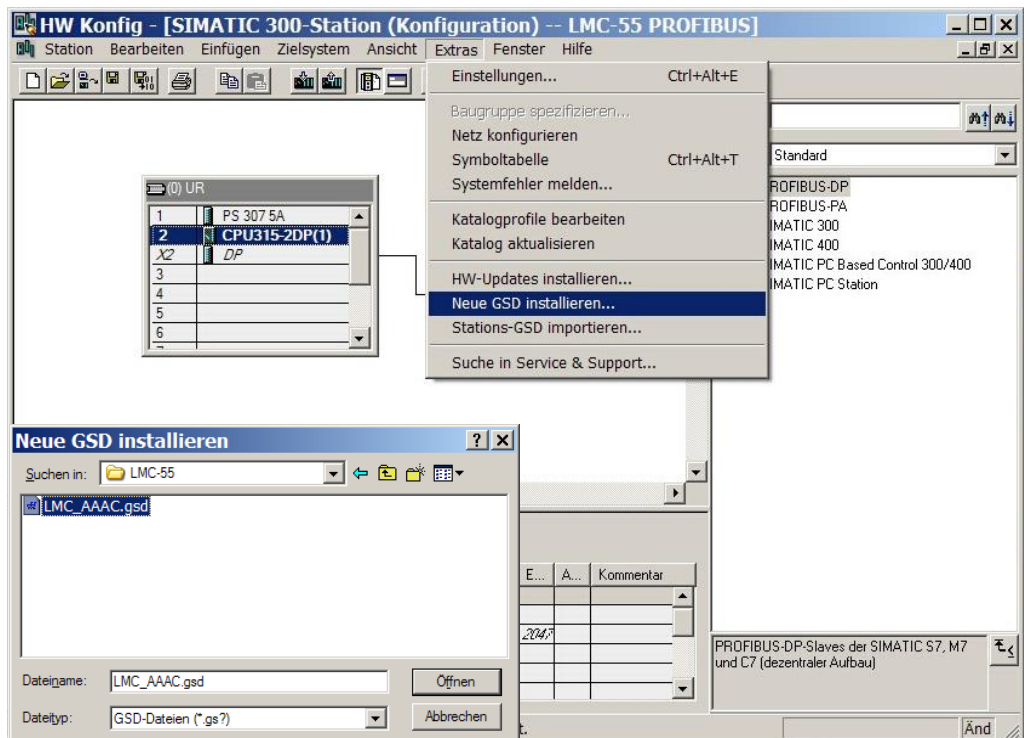 HW Konfig - [SIMATIC 300-Station (Konfiguration) -- LMC-55 PROFIBUS]
Station Bearbeiten Einfügen Zielsystem Ansicht Extras Fenster Hilfe
Einstellungen... Ctrl+Alt+E
Baugruppe spezifizieren...
Netz konfigurieren
Symboltabelle Ctrl+Alt+T
Systemfehler melden...
Katalogprofile bearbeiten
Katalog aktualisieren
HW-Updates installieren...
Neue GSD installieren...
Stations-GSD importieren...
Suche in Service & Support...
Standard
ROFIBUS-DP
ROFIBUS-PA
IMATIC 300
IMATIC 400
IMATIC PC Based Control 300/400
IMATIC PC Station
(0) UR
1 PS 307 5A
2 CPU315-2DP(1)
X2 DP
3
4
5
6
Neue GSD installieren
Suchen in: LMC-55
LMC_AAAC.gsd
Dateiname: LMC_AAAC.gsd Öffnen
Dateityp: GSD-Dateien (*.gs?) Abbrechen
E... A... Kommentar
2047
PROFIBUS-DP-Slaves der SIMATIC S7, M7
und C7 (dezentraler Aufbau)
t.
Änd